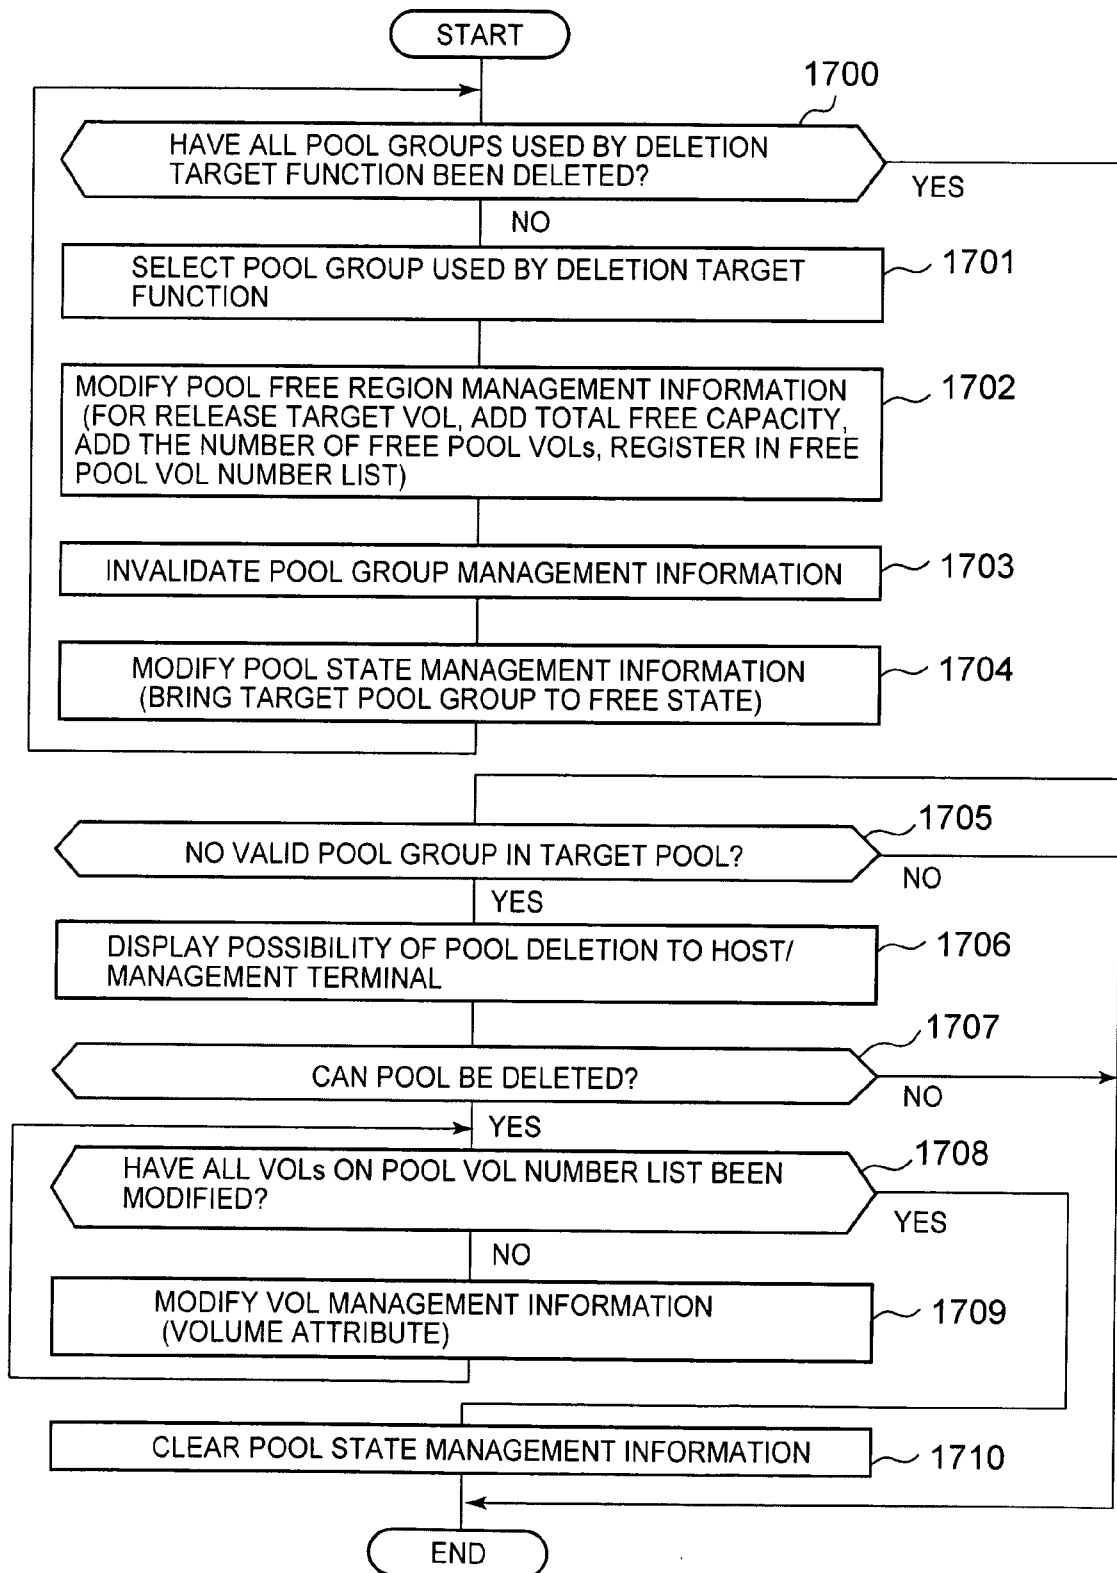 START
1700
HAVE ALL POOL GROUPS USED BY DELETION
TARGET FUNCTION BEEN DELETED?
YES
NO
SELECT POOL GROUP USED BY DELETION TARGET
FUNCTION
1701
MODIFY POOL FREE REGION MANAGEMENT INFORMATION
(FOR RELEASE TARGET VOL, ADD TOTAL FREE CAPACITY,
ADD THE NUMBER OF FREE POOL VOLs, REGISTER IN FREE
POOL VOL NUMBER LIST)
1702
INVALIDATE POOL GROUP MANAGEMENT INFORMATION
1703
MODIFY POOL STATE MANAGEMENT INFORMATION
(BRING TARGET POOL GROUP TO FREE STATE)
1704
1705
NO VALID POOL GROUP IN TARGET POOL?
NO
YES
DISPLAY POSSIBILITY OF POOL DELETION TO HOST/
MANAGEMENT TERMINAL
1706
1707
CAN POOL BE DELETED?
NO
YES
1708
HAVE ALL VOLs ON POOL VOL NUMBER LIST BEEN
MODIFIED?
YES
NO
MODIFY VOL MANAGEMENT INFORMATION
(VOLUME ATTRIBUTE)
1709
CLEAR POOL STATE MANAGEMENT INFORMATION
1710
END